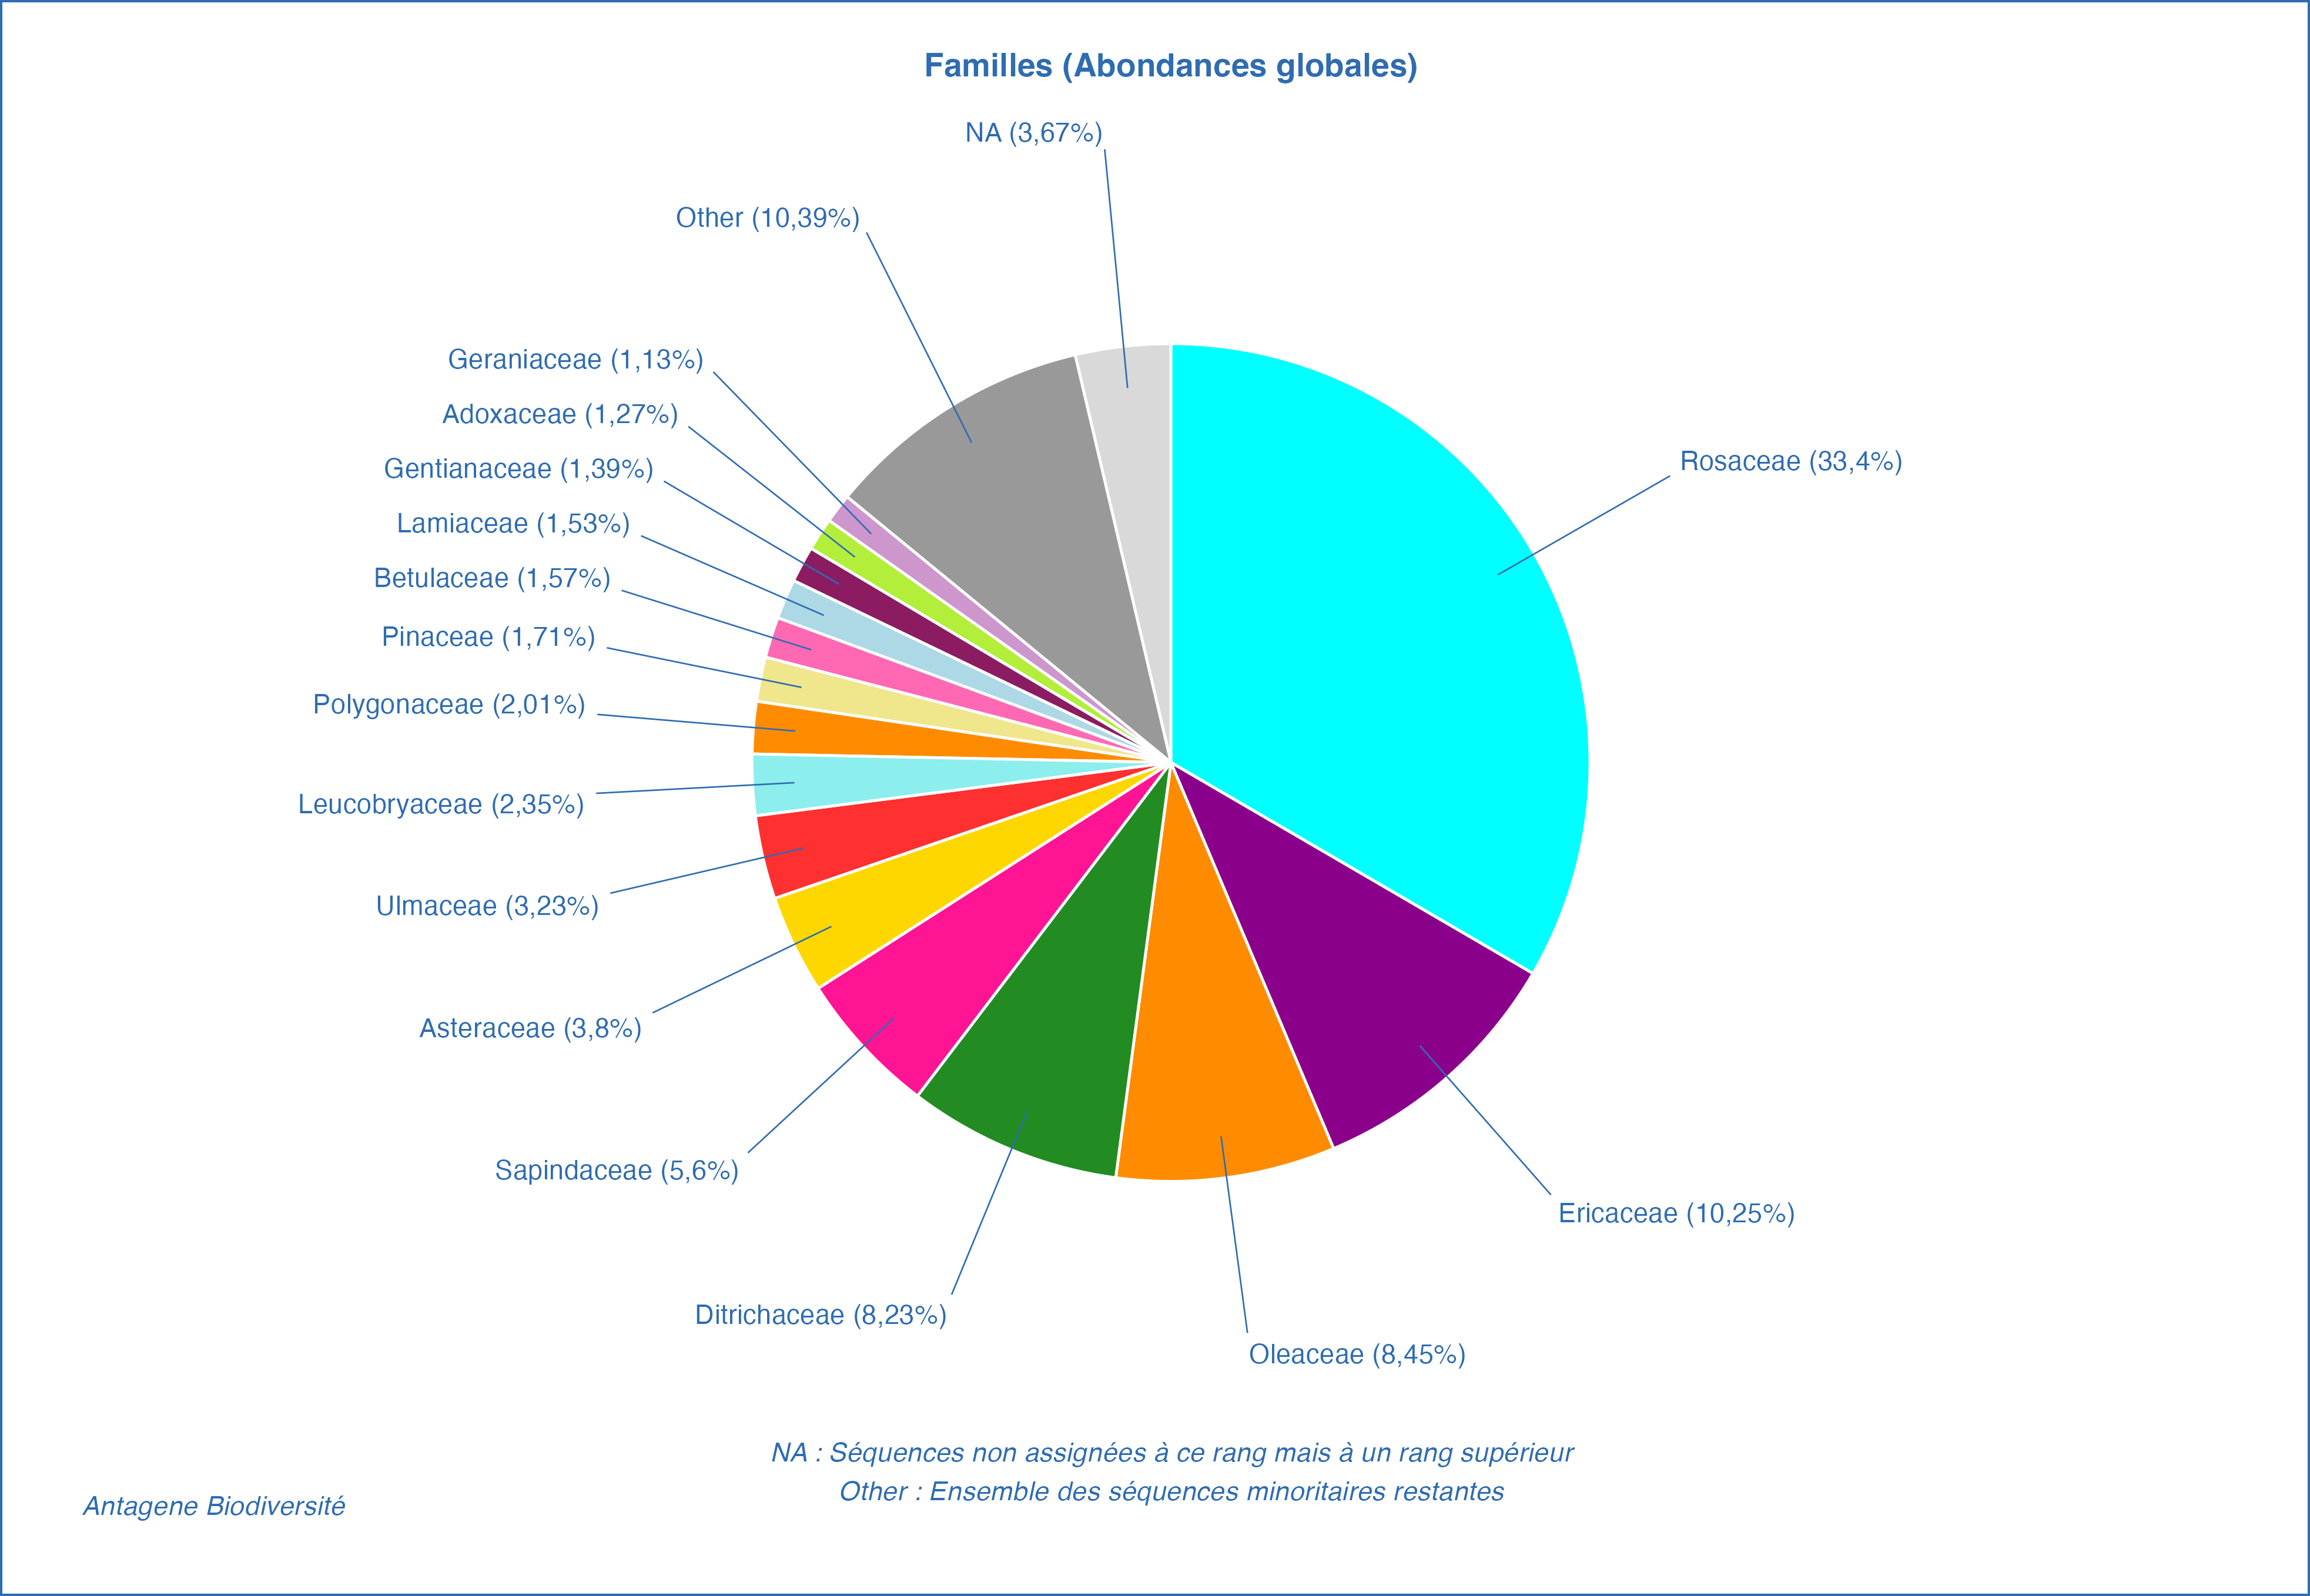 Familles (Abondances globales)
NA (3,67%)
Other (10,39%)
Geraniaceae (1,13%)
Adoxaceae (1,27%)
Rosaceae (33,4%)
Gentianaceae (1,39%)
Lamiaceae (1,53%)
Betulaceae (1,57%)
Pinaceae (1,71%)
Polygonaceae (2,01%)
Leucobryaceae (2,35%)
Ulmaceae (3,23%)
Asteraceae (3,8%)
Sapindaceae (5,6%)
Ericaceae (10,25%)
Ditrichaceae (8,23%)
Oleaceae (8,45%)
NA : Séquences non assignées à ce rang mais à un rang supérieur
Other : Ensemble des séquences minoritaires restantes
Antagene Biodiversité